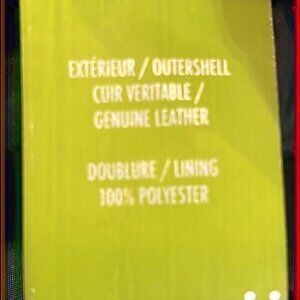 EXTÉRIEUR / OUTERSHELL
CUIR VERITABLE /
GENUINE LEATHER
DOUBLURE / LINING
100% POLYESTER